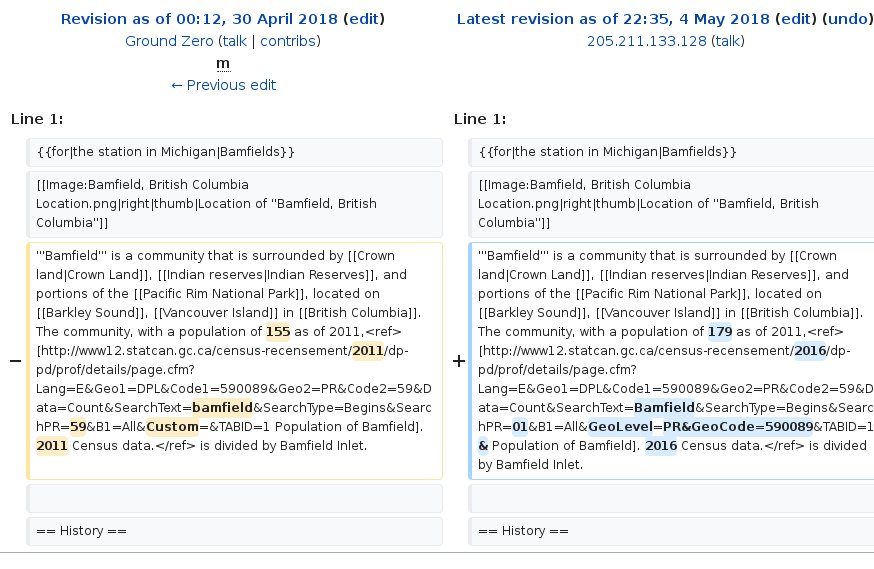 Revision as of 00:12, 30 April 2018 (edit)
Ground Zero (talk | contribs)
m
← Previous edit
Line 1:
{{for|the station in Michigan|Bamfields}}
[[Image:Bamfield, British Columbia
Location.png|right|thumb|Location of "Bamfield, British
Columbia"]]
−
'''Bamfield''' is a community that is surrounded by [[Crown
land|Crown Land]], [[Indian reserves|Indian Reserves]], and
portions of the [[Pacific Rim National Park]], located on
[[Barkley Sound]], [[Vancouver Island]] in [[British Columbia]].
The community, with a population of 155 as of 2011,<ref>
[http://www12.statcan.gc.ca/census-recensement/2011/dp-
pd/prof/details/page.cfm?
Lang=E&Geo1=DPL&Code1=590089&Geo2=PR&Code2=59&D
ata=Count&SearchText=bamfield&SearchType=Begins&Searc
hPR=59&B1=All&Custom=&TABID=1 Population of Bamfield].
2011 Census data.</ref> is divided by Bamfield Inlet.
== History ==
Latest revision as of 22:35, 4 May 2018 (edit) (undo)
205.211.133.128 (talk)
Line 1:
{{for|the station in Michigan|Bamfields}}
[[Image:Bamfield, British Columbia
Location.png|right|thumb|Location of "Bamfield, British
Columbia"]]
+
'''Bamfield''' is a community that is surrounded by [[Crown
land|Crown Land]], [[Indian reserves|Indian Reserves]], and
portions of the [[Pacific Rim National Park]], located on
[[Barkley Sound]], [[Vancouver Island]] in [[British Columbia]].
The community, with a population of 179 as of 2011,<ref>
[http://www12.statcan.gc.ca/census-recensement/2016/dp-
pd/prof/details/page.cfm?
Lang=E&Geo1=DPL&Code1=590089&Geo2=PR&Code2=59&D
ata=Count&SearchText=Bamfield&SearchType=Begins&Searc
hPR=01&B1=All&GeoLevel=PR&GeoCode=590089&TABID=1
& Population of Bamfield]. 2016 Census data.</ref> is divided
by Bamfield Inlet.
== History ==